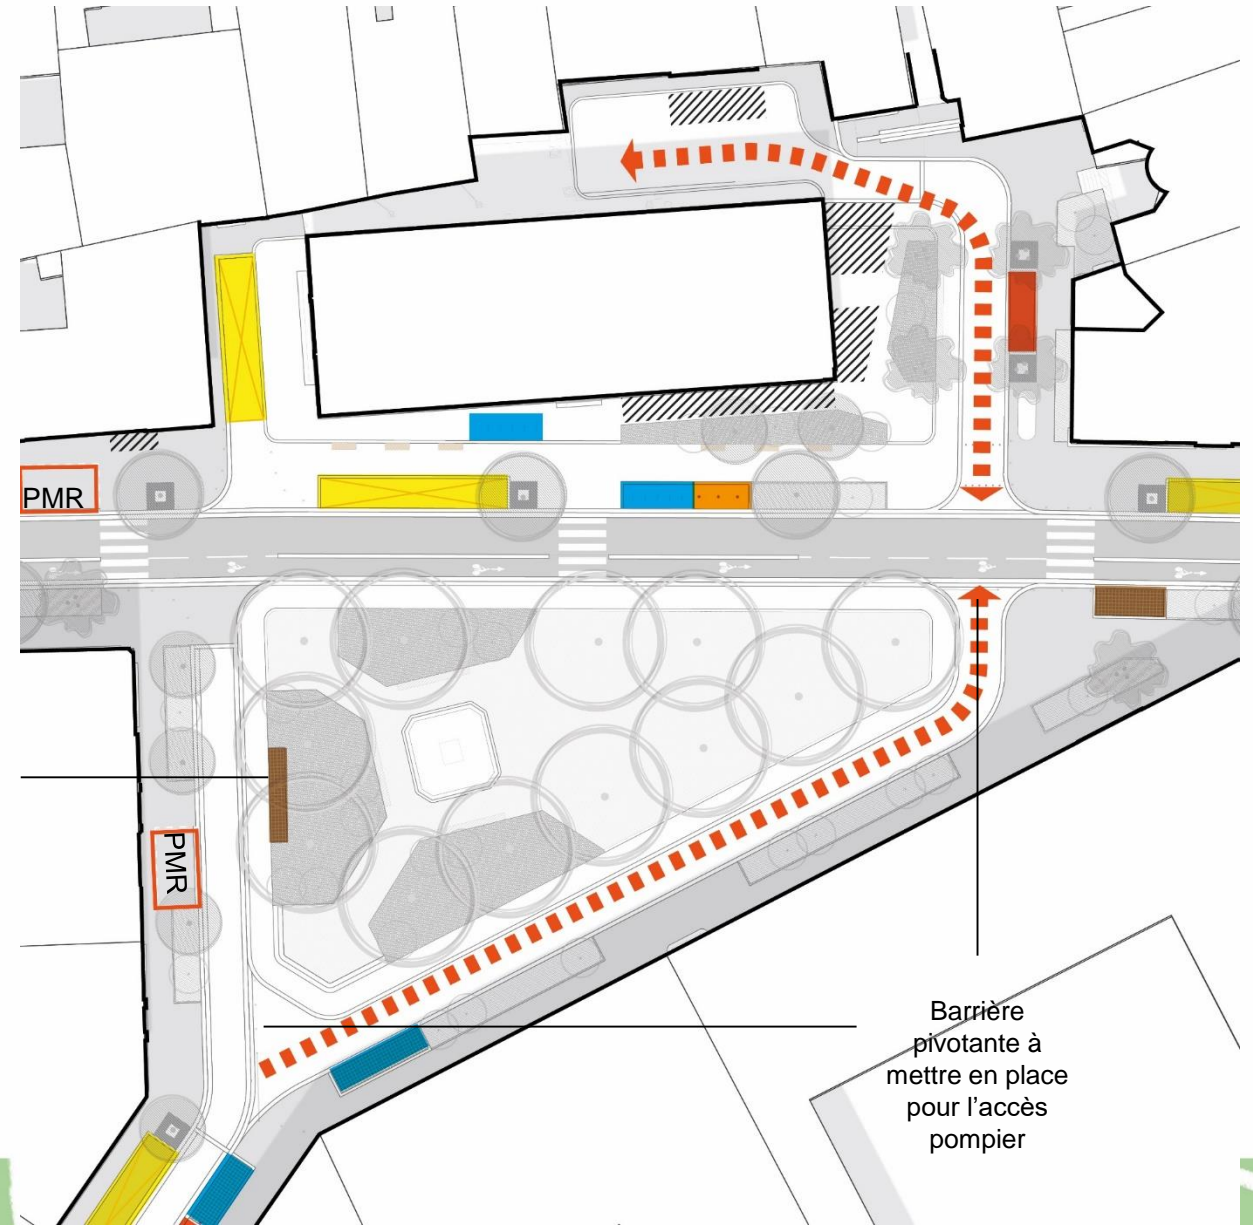 PMR
PMR
Barrière
pivotante à
mettre en place
pour l’accès
pompier